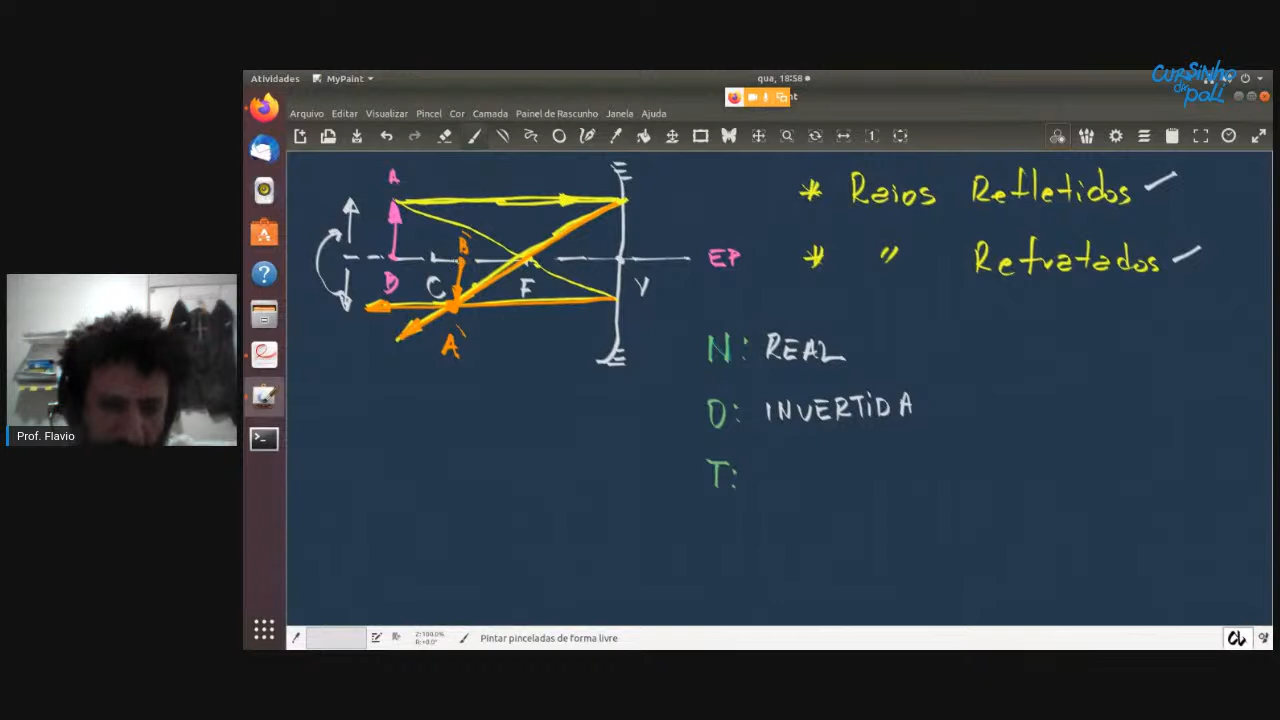 CURSINHO
da
poli
Atividades MyPaint qua, 18:58
Arquivo Editar Visualizar Pincel Cor Camada Painel de Rascunho Janela Ajuda
A
E
* Raios Refletidos
B'
D C F V EP
* " Refratados
A'
N: REAL
O: INVERTIDA
T:
Prof. Flavio
Pintar pinceladas de forma livre